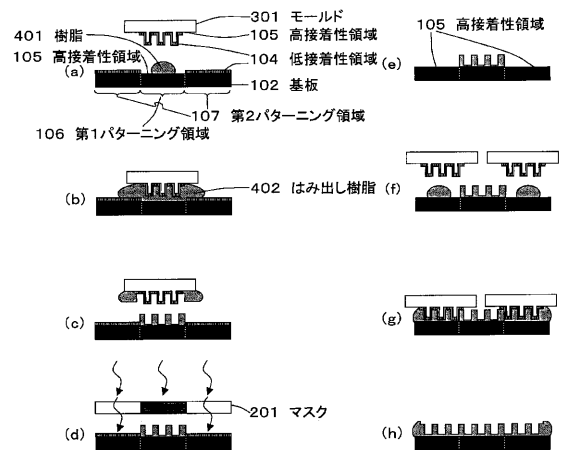 301 モールド
105 高接着性領域
401 樹脂
105 高接着性領域
104 低接着性領域
(a)
102 基板
107 第2パターニング領域
106 第1パターニング領域
(b)
402 はみ出し樹脂
(c)
(d)
201 マスク
105 高接着性領域
(e)
(f)
(g)
(h)